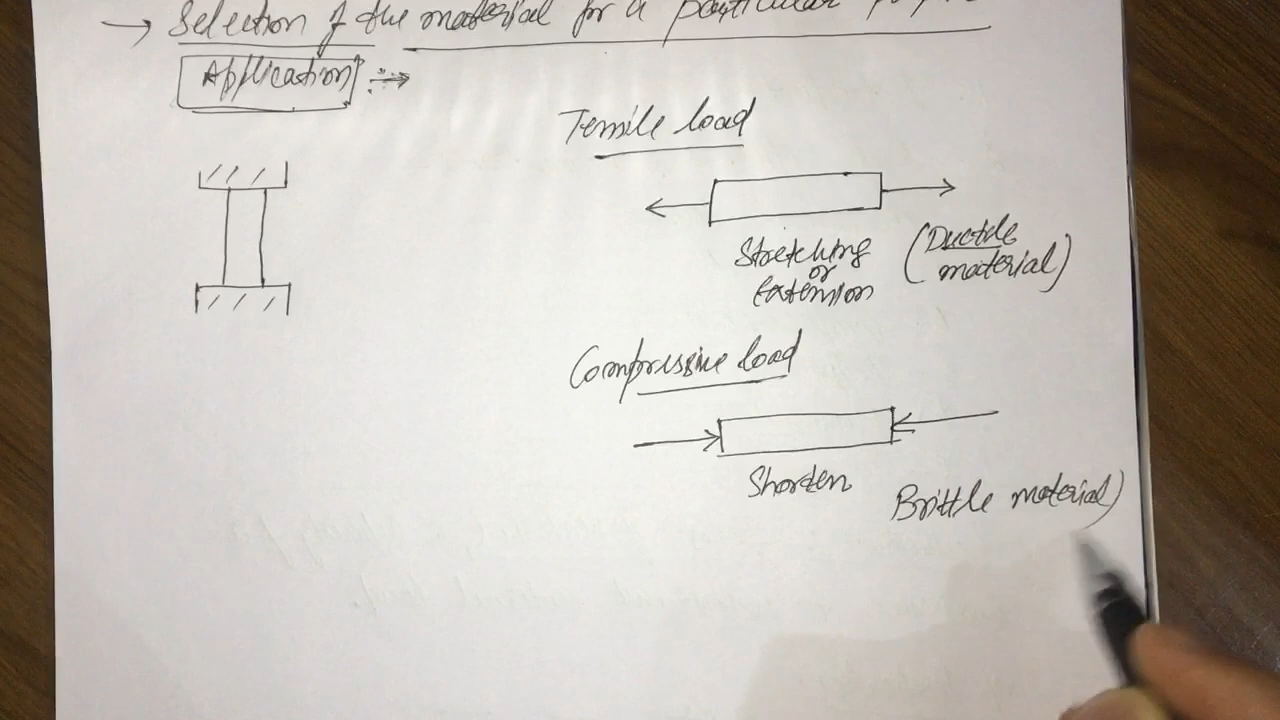 → Selection of the material for a particular
Application :⇒
Tensile load
Stretching
or
Extension
(Ductile
material)
Compressive load
Shorten
Brittle material)